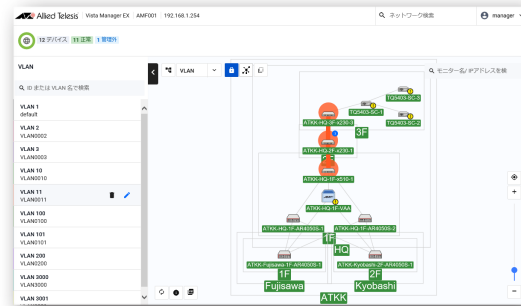 Allied Telesis Vista Manager EX AMF001 192.168.1.254
ネットワーク検索
manager
12 デバイス 11 正常 1 管理外
VLAN
ID または VLAN 名で検索
VLAN 1
default
VLAN 2
VLAN0002
VLAN 3
VLAN0003
VLAN 10
VLAN0010
VLAN 11
VLAN0011
VLAN 100
VLAN0100
VLAN 101
VLAN0101
VLAN 200
VLAN0200
VLAN 3000
VLAN3000
VLAN 3001
VLAN
モニター名/ IPアドレスを検
TQ5403-SC-3
TQ5403-SC-1
TQ5403-SC-2
ATKK-HQ-3F-x230-3
3F
ATKK-HQ-2F-x230-1
ATKK-HQ-1F-x510-1
ATKK-HQ-1F-VAA
ATKK-HQ-1F-AR4050S-1
ATKK-HQ-1F-AR4050S-2
1F
HQ
ATKK-Fujisawa-1F-AR4050S-1
ATKK-Kyobashi-2F-AR4050S-1
1F
2F
Fujisawa
Kyobashi
ATKK